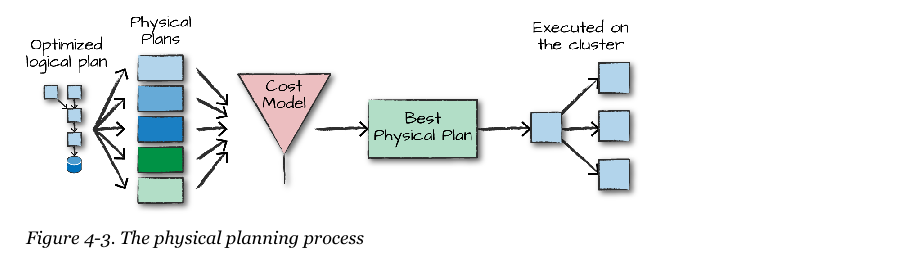 Optimized
logical plan
Physical
Plans
Cost
Model
Best
Physical Plan
Executed on
the cluster
Figure 4-3. The physical planning process